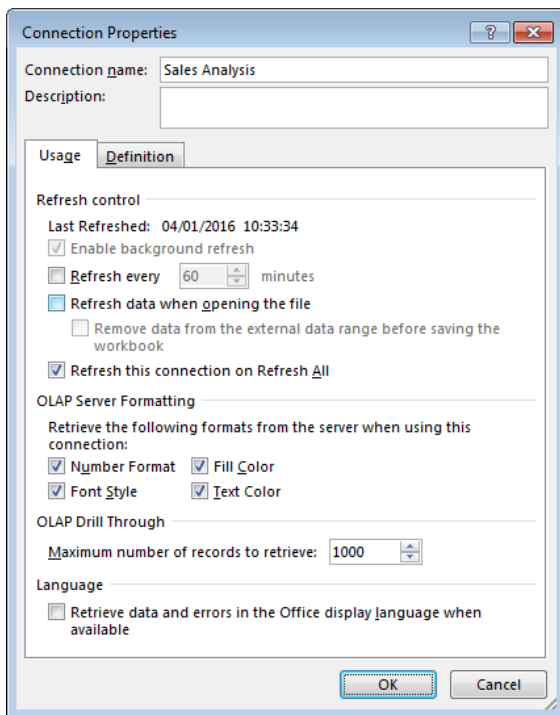 Connection Properties
?
Connection name: Sales Analysis
Description:
Usage Definition
Refresh control
Last Refreshed: 04/01/2016 10:33:34
Enable background refresh
Refresh every 60 minutes
Refresh data when opening the file
Remove data from the external data range before saving the
workbook
Refresh this connection on Refresh All
OLAP Server Formatting
Retrieve the following formats from the server when using this
connection:
Number Format Fill Color
Font Style Text Color
OLAP Drill Through
Maximum number of records to retrieve: 1000
Language
Retrieve data and errors in the Office display language when
available
OK Cancel